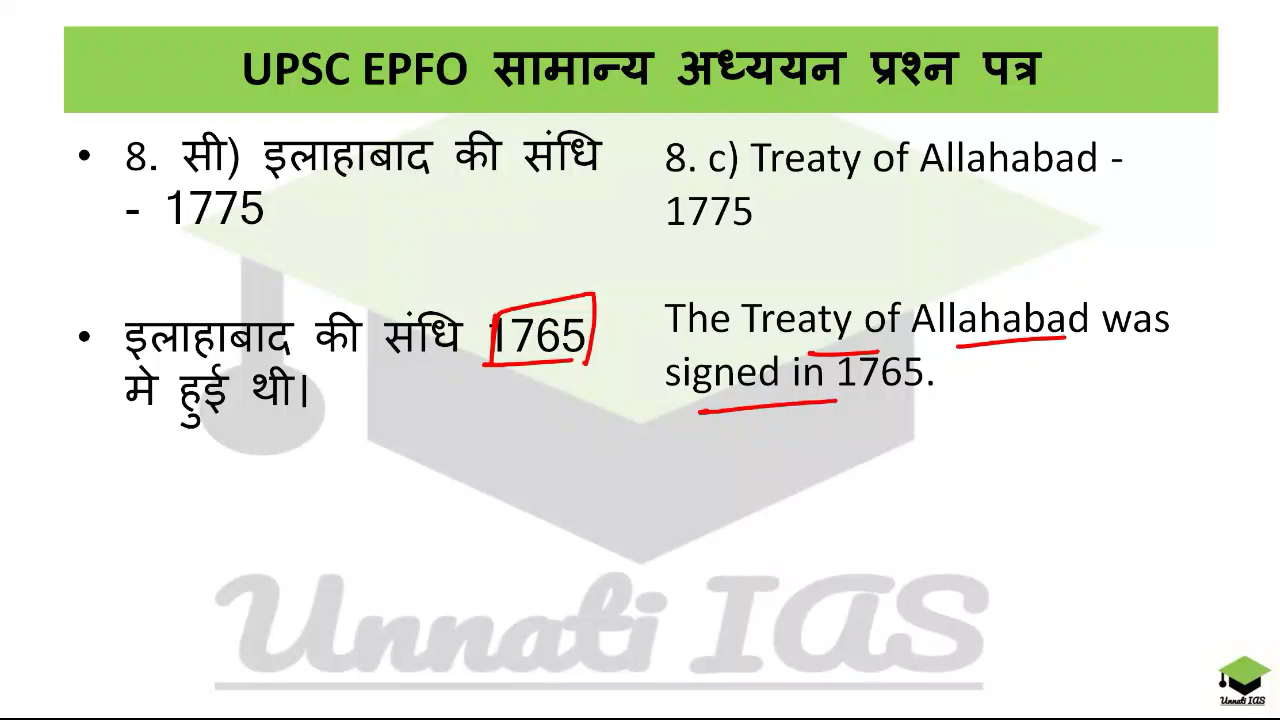 UPSC EPFO सामान्य अध्ययन प्रश्न पत्र
• 8. सी) इलाहाबाद की संधि
- 1775
• इलाहाबाद की संधि 1765
मे हुई थी।
8. c) Treaty of Allahabad -
1775
The Treaty of Allahabad was
signed in 1765.
Unnati IAS
Unnati IAS